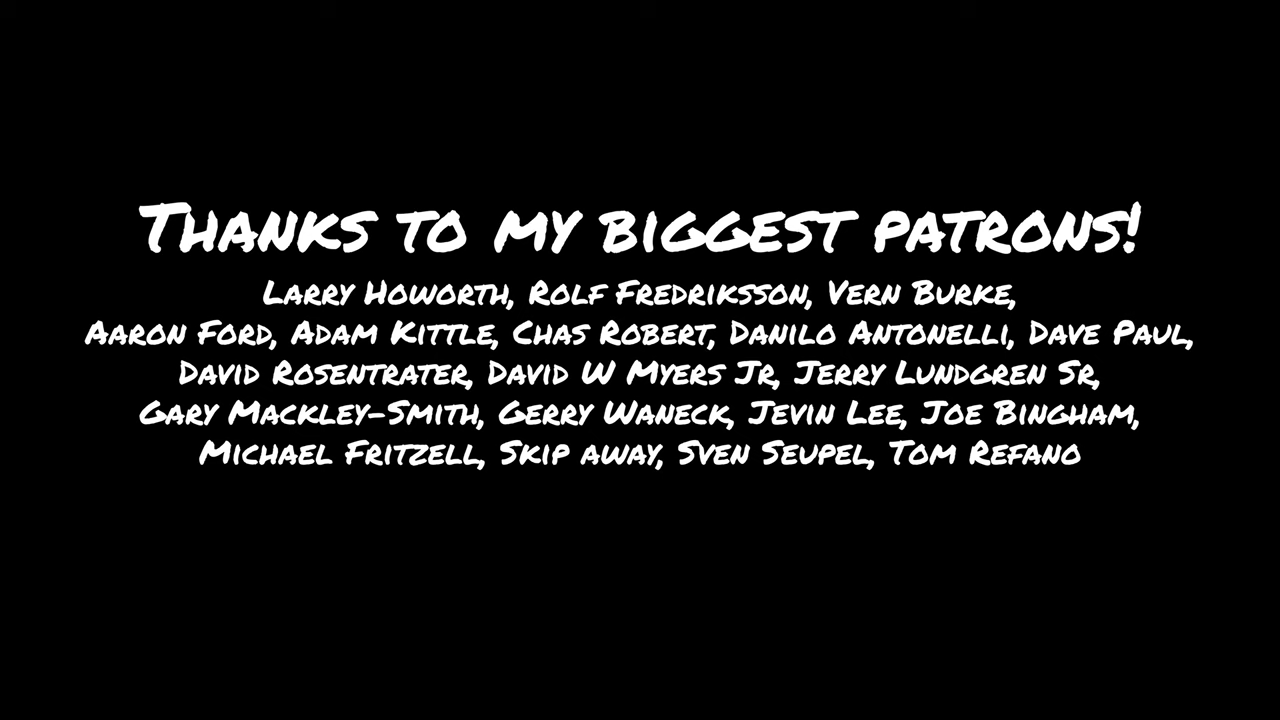 Thanks to my biggest patrons!
Larry Howorth, Rolf Fredriksson, Vern Burke,
Aaron Ford, Adam Kittle, Chas Robert, Danilo Antonelli, Dave Paul,
David Rosentrater, David W Myers Jr, Jerry Lundgren Sr,
Gary Mackley-Smith, Gerry Waneck, Jevin Lee, Joe Bingham,
Michael Fritzell, Skip away, Sven Seupel, Tom Refano